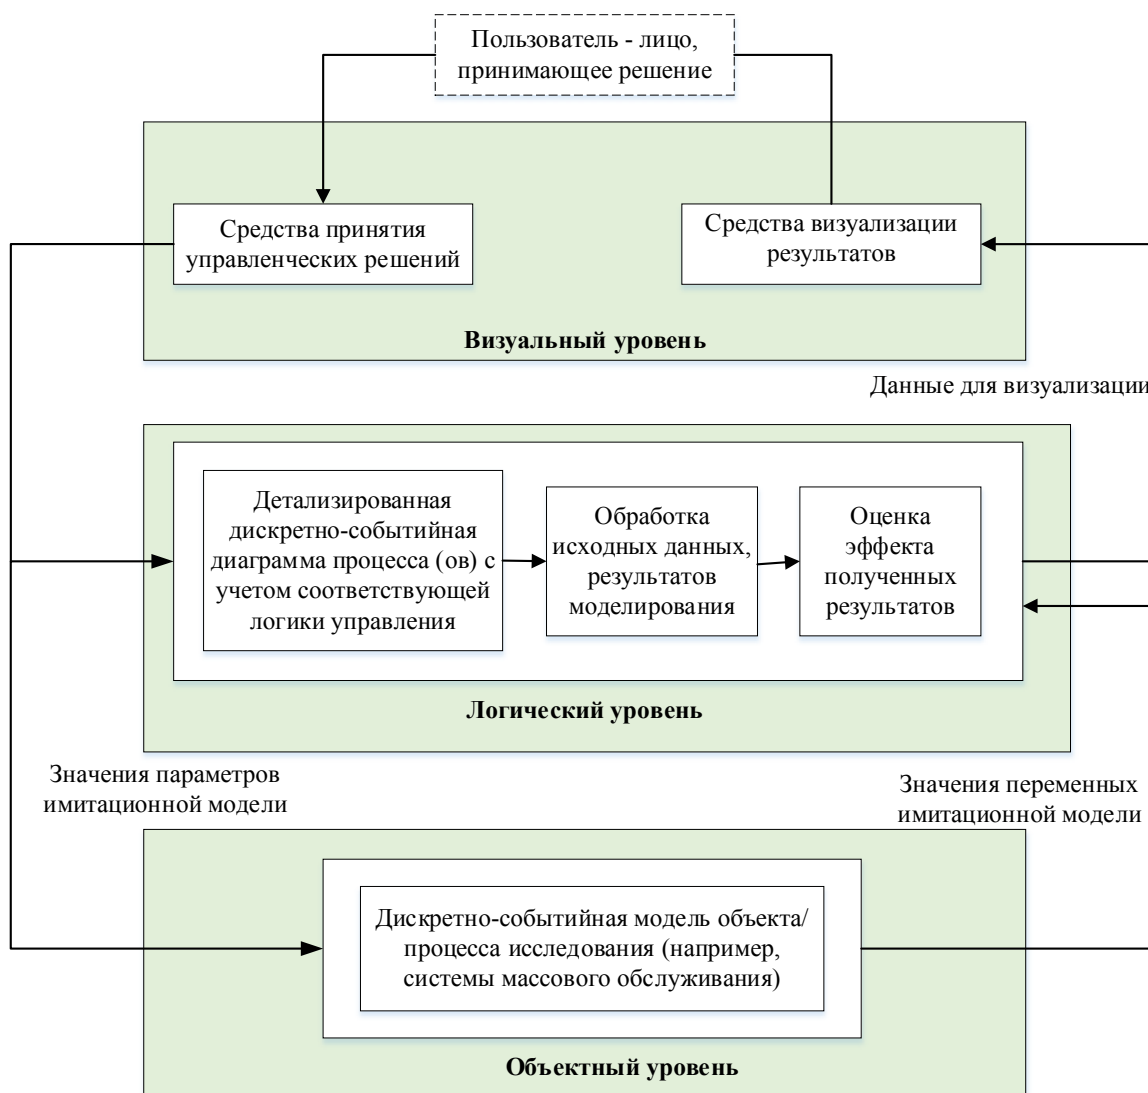 Пользователь - лицо,
принимающее решение
Средства принятия
управленческих решений
Средства визуализации
результатов
Визуальный уровень
Данные для визуализации
Детализированная
дискретно-событийная
диаграмма процесса (ов) с
учетом соответствующей
логики управления
Обработка
исходных данных,
результатов
моделирования
Оценка
эффекта
полученных
результатов
Логический уровень
Значения параметров
имитационной модели
Значения переменных
имитационной модели
Дискретно-событийная модель объекта/
процесса исследования (например,
системы массового обслуживания)
Объектный уровень